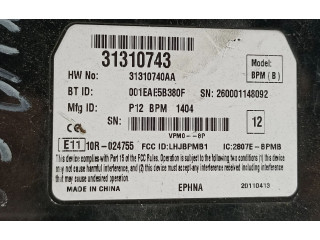 31310743
MODEL:
BPM ( B )
HW No: 31310740AA
BT ID: 001EAE5B380F SN: 260001148092
Mfg ID: P12 BPM 1404
SN:
VPM0--8P
12
CE E11 10R-024755 FCC ID:LHJBPMB1 IC:2807E-BPMB
This device complies with Part 15 of the FCC Rules. Operation is subject to the
following two conditions: (1) this device may not cause harmful interference, and
(2) this device must accept any interference received, including interference that
may cause undesired operation.
MADE IN CHINA EPHNA 20110413